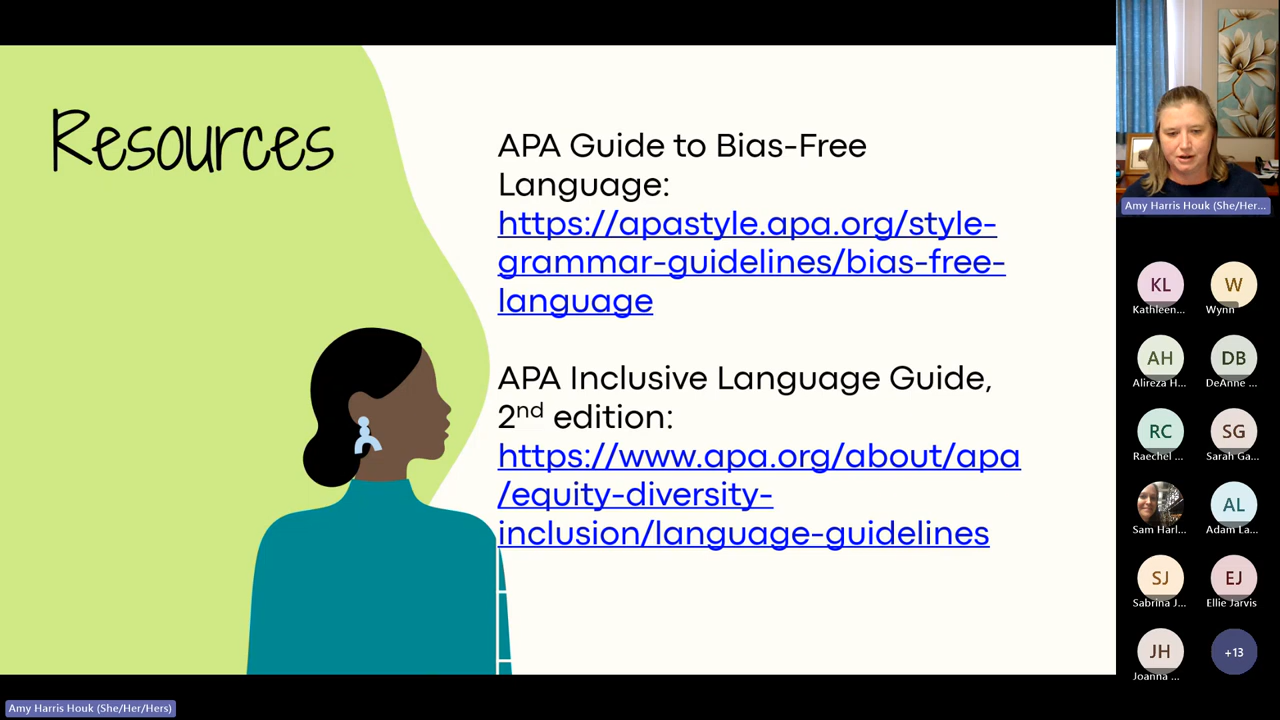 Resources
APA Guide to Bias-Free
Language:
https://apastyle.apa.org/style-
grammar-guidelines/bias-free-
language
APA Inclusive Language Guide,
2nd edition:
https://www.apa.org/about/apa
/equity-diversity-
inclusion/language-guidelines
Amy Harris Houk (She/Her...
KL
Kathleen...
W
Wynn
AH
Alireza H...
DB
DeAnne ...
RC
Raechel ...
SG
Sarah Ga...
Sam Harl...
AL
Adam La...
SJ
Sabrina J...
EJ
Ellie Jarvis
JH
Joanna ...
+13
Amy Harris Houk (She/Her/Hers)